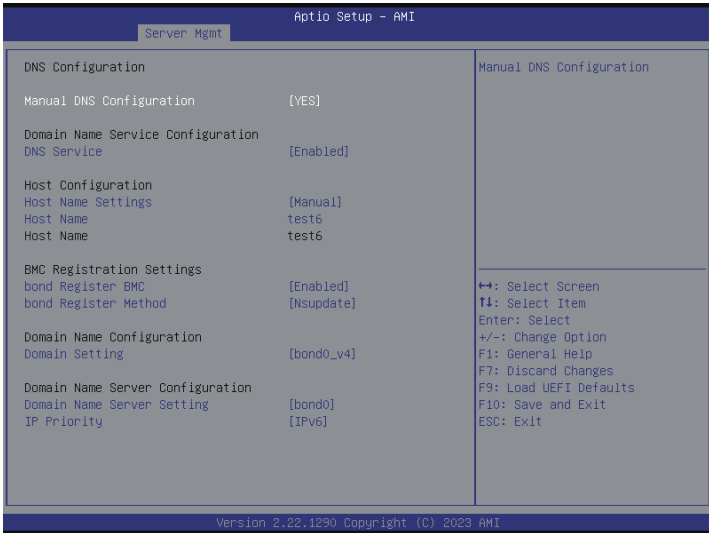 Aptio Setup – AMI
Server Mgmt
DNS Configuration
Manual DNS Configuration [YES]
Domain Name Service Configuration
DNS Service [Enabled]
Host Configuration
Host Name Settings [Manual]
Host Name test6
Host Name test6
BMC Registration Settings
bond Register BMC [Enabled]
bond Register Method [Nsupdate]
Domain Name Configuration
Domain Setting [bond0_v4]
Domain Name Server Configuration
Domain Name Server Setting [bond0]
IP Priority [IPv6]
Manual DNS Configuration
↔: Select Screen
↑↓: Select Item
Enter: Select
+/-: Change Option
F1: General Help
F7: Discard Changes
F9: Load UEFI Defaults
F10: Save and Exit
ESC: Exit
Version 2.22.1290 Copyright (C) 2023 AMI